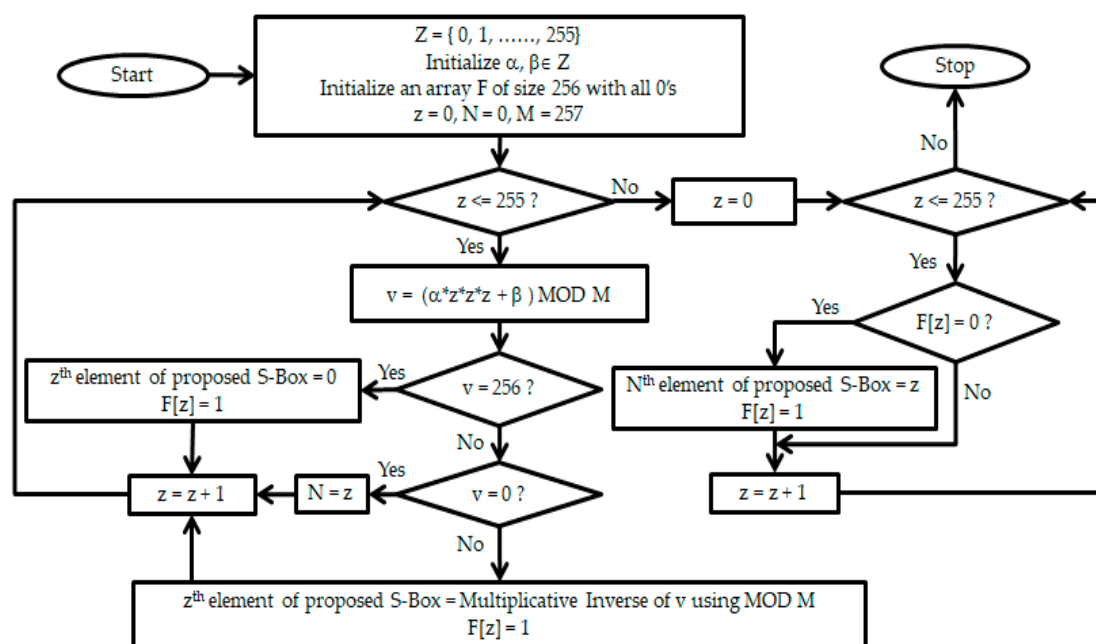 Start
Z = { 0, 1, ……, 255}
Initialize α, β∈ Z
Initialize an array F of size 256 with all 0's
z = 0, N = 0, M = 257
Stop
No
z <= 255 ?
No
z = 0
z <= 255 ?
Yes
Yes
v = (α*z*z*z + β ) MOD M
Yes
F[z] = 0 ?
zth element of proposed S-Box = 0
F[z] = 1
Yes
v = 256 ?
Nth element of proposed S-Box = z
F[z] = 1
No
No
z = z + 1
N = z
Yes
v = 0 ?
z = z + 1
No
zth element of proposed S-Box = Multiplicative Inverse of v using MOD M
F[z] = 1